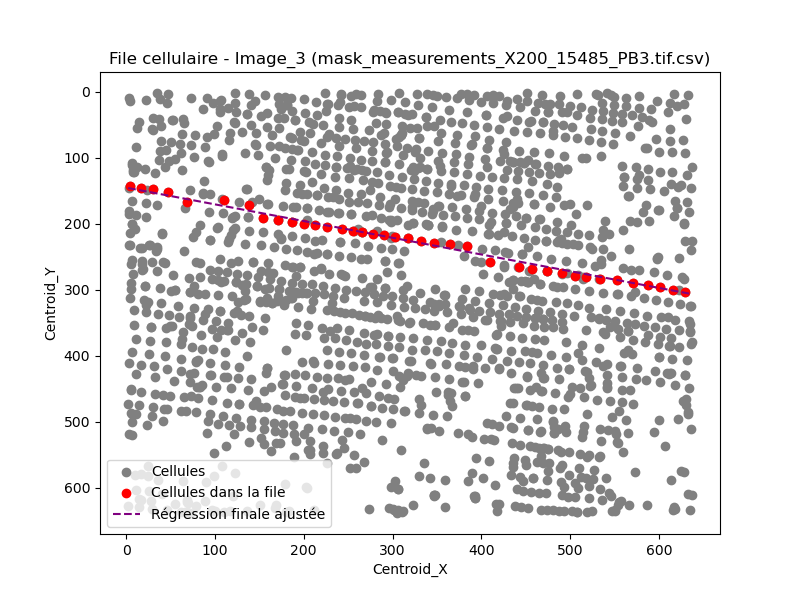 File cellulaire - Image_3 (mask_measurements_X200_15485_PB3.tif.csv)
0
100
200
300
400
500
600
Centroid_Y
Cellules
Cellules dans la file
Régression finale ajustée
0 100 200 300 400 500 600
Centroid_X